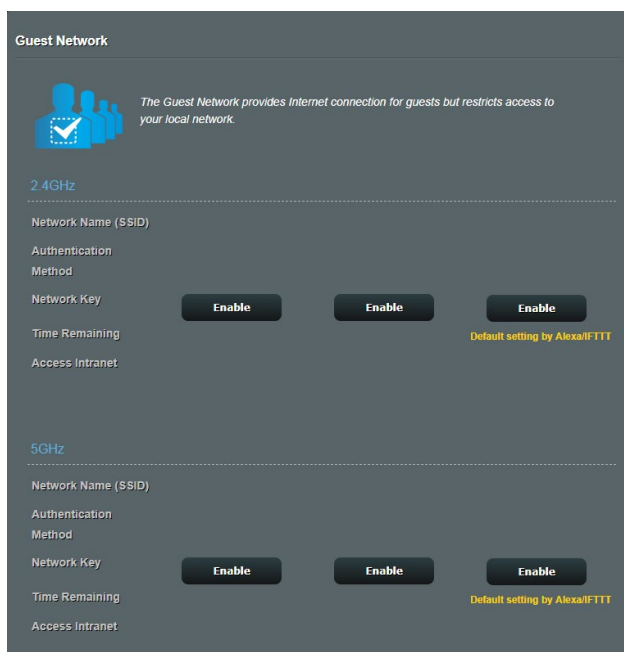 Guest Network
The Guest Network provides Internet connection for guests but restricts access to
your local network.
2.4GHz
Network Name (SSID)
Authentication
Method
Network Key
Enable Enable Enable
Time Remaining
Default setting by Alexa/IFTTT
Access Intranet
5GHz
Network Name (SSID)
Authentication
Method
Network Key
Enable Enable Enable
Time Remaining
Default setting by Alexa/IFTTT
Access Intranet